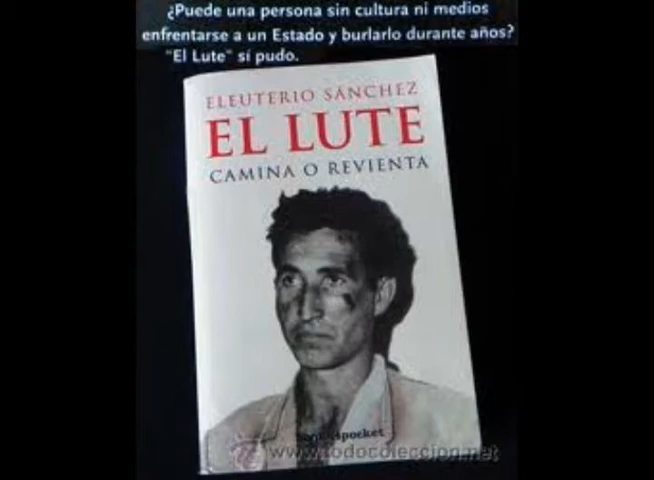 ¿Puede una persona sin cultura ni medios
enfrentarse a un Estado y burlarlo durante años?
"El Lute" sí pudo.
ELEUTERIO SÁNCHEZ
EL LUTE
CAMINA O REVIENTA
books4pocket
www.todocoleccion.net